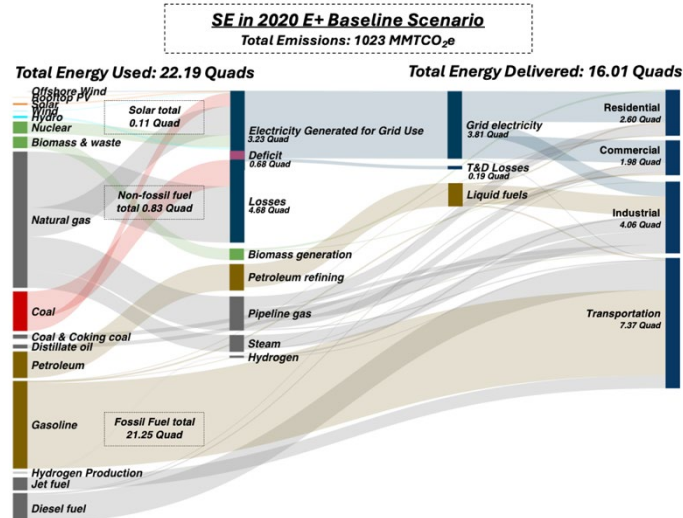 SE in 2020 E+ Baseline Scenario
Total Emissions: 1023 MMTCO₂e
Total Energy Used: 22.19 Quads
Total Energy Delivered: 16.01 Quads
Offshore Wind
Rooftop PV
Solar
Wind
Hydro
Nuclear
Biomass & waste
Natural gas
Coal
Coal & Coking coal
Distillate oil
Petroleum
Gasoline
Hydrogen Production
Jet fuel
Diesel fuel
Solar total
0.11 Quad
Non-fossil fuel
total 0.83 Quad
Fossil Fuel total
21.25 Quad
Electricity Generated for Grid Use
3.23 Quad
Deficit
0.68 Quad
Losses
4.68 Quad
Biomass generation
Petroleum refining
Pipeline gas
Steam
Hydrogen
Grid electricity
3.81 Quad
T&D Losses
0.19 Quad
Liquid fuels
Residential
2.60 Quad
Commercial
1.98 Quad
Industrial
4.06 Quad
Transportation
7.37 Quad